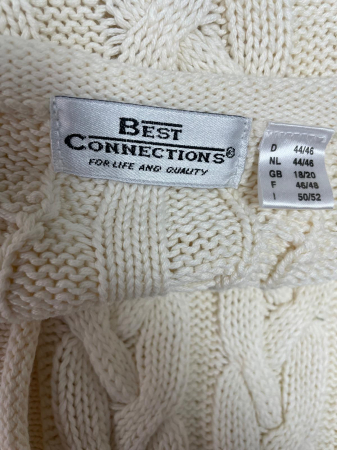 BEST
CONNECTIONS®
FOR LIFE AND QUALITY
D 44/46
NL 44/46
GB 18/20
F 46/48
I 50/52